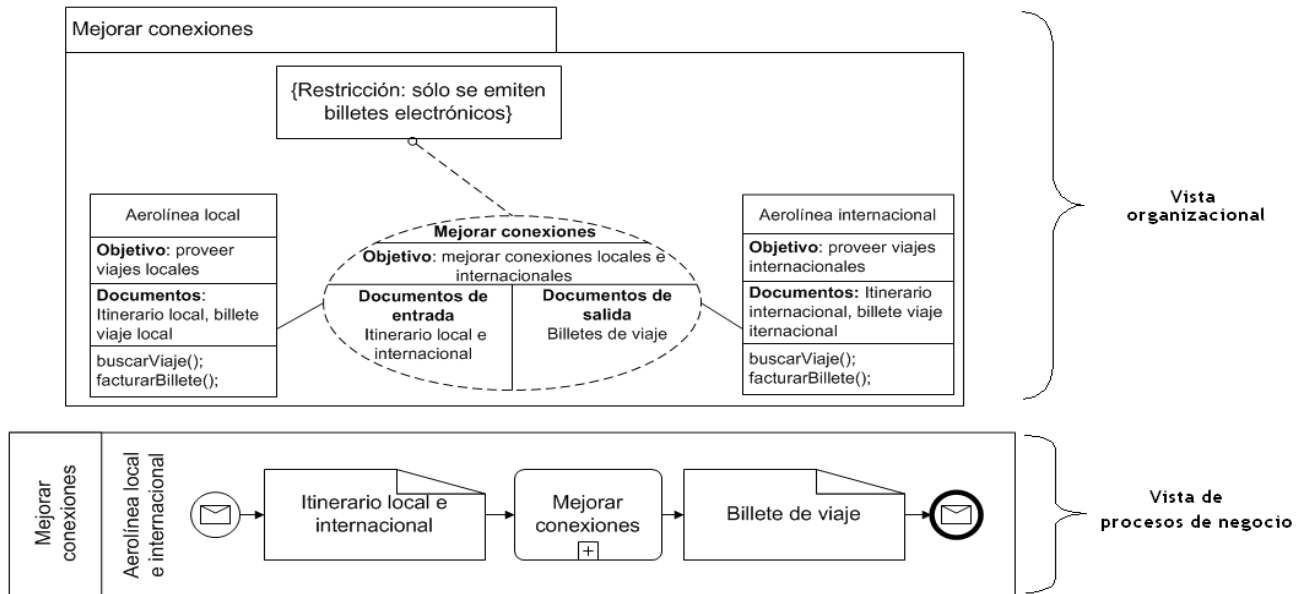 Mejorar conexiones
{Restricción: sólo se emiten
billetes electrónicos}
Aerolínea local
Objetivo: proveer
viajes locales
Documentos:
Itinerario local, billete
viaje local
buscarViaje();
facturarBillete();
Mejorar conexiones
Objetivo: mejorar conexiones locales e
internacionales
Documentos de
entrada
Itinerario local e
internacional
Documentos de
salida
Billetes de viaje
Aerolínea internacional
Objetivo: proveer viajes
internacionales
Documentos: Itinerario
internacional, billete viaje
iternacional
buscarViaje();
facturarBillete();
Vista
organizacional
Mejorar
conexiones
Aerolínea local
e internacional
Itinerario local e
internacional
Mejorar
conexiones
+
Billete de viaje
Vista de
procesos de negocio